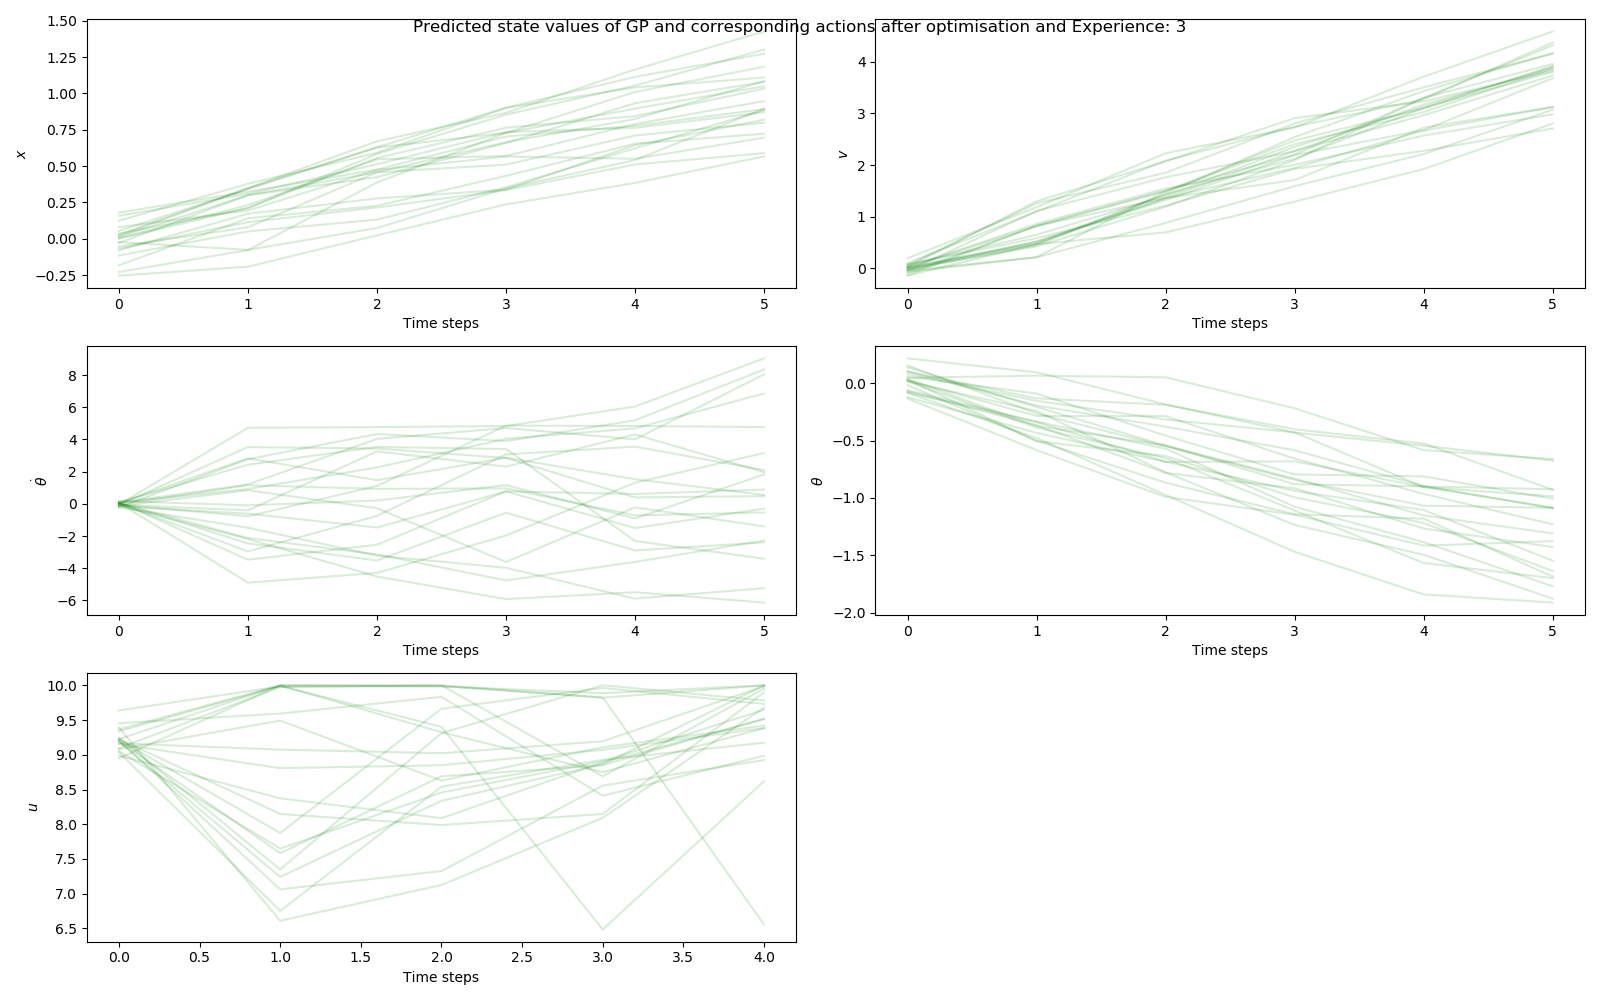 Predicted state values of GP and corresponding actions after optimisation and Experience: 3
1.50
1.25
1.00
0.75
0.50
0.25
0.00
−0.25
x
0 1 2 3 4 5
Time steps
4
3
2
1
0
v
0 1 2 3 4 5
Time steps
8
6
4
2
0
−2
−4
−6
θ̇
0 1 2 3 4 5
Time steps
0.0
−0.5
−1.0
−1.5
−2.0
θ
0 1 2 3 4 5
Time steps
10.0
9.5
9.0
8.5
8.0
7.5
7.0
6.5
u
0.0 0.5 1.0 1.5 2.0 2.5 3.0 3.5 4.0
Time steps